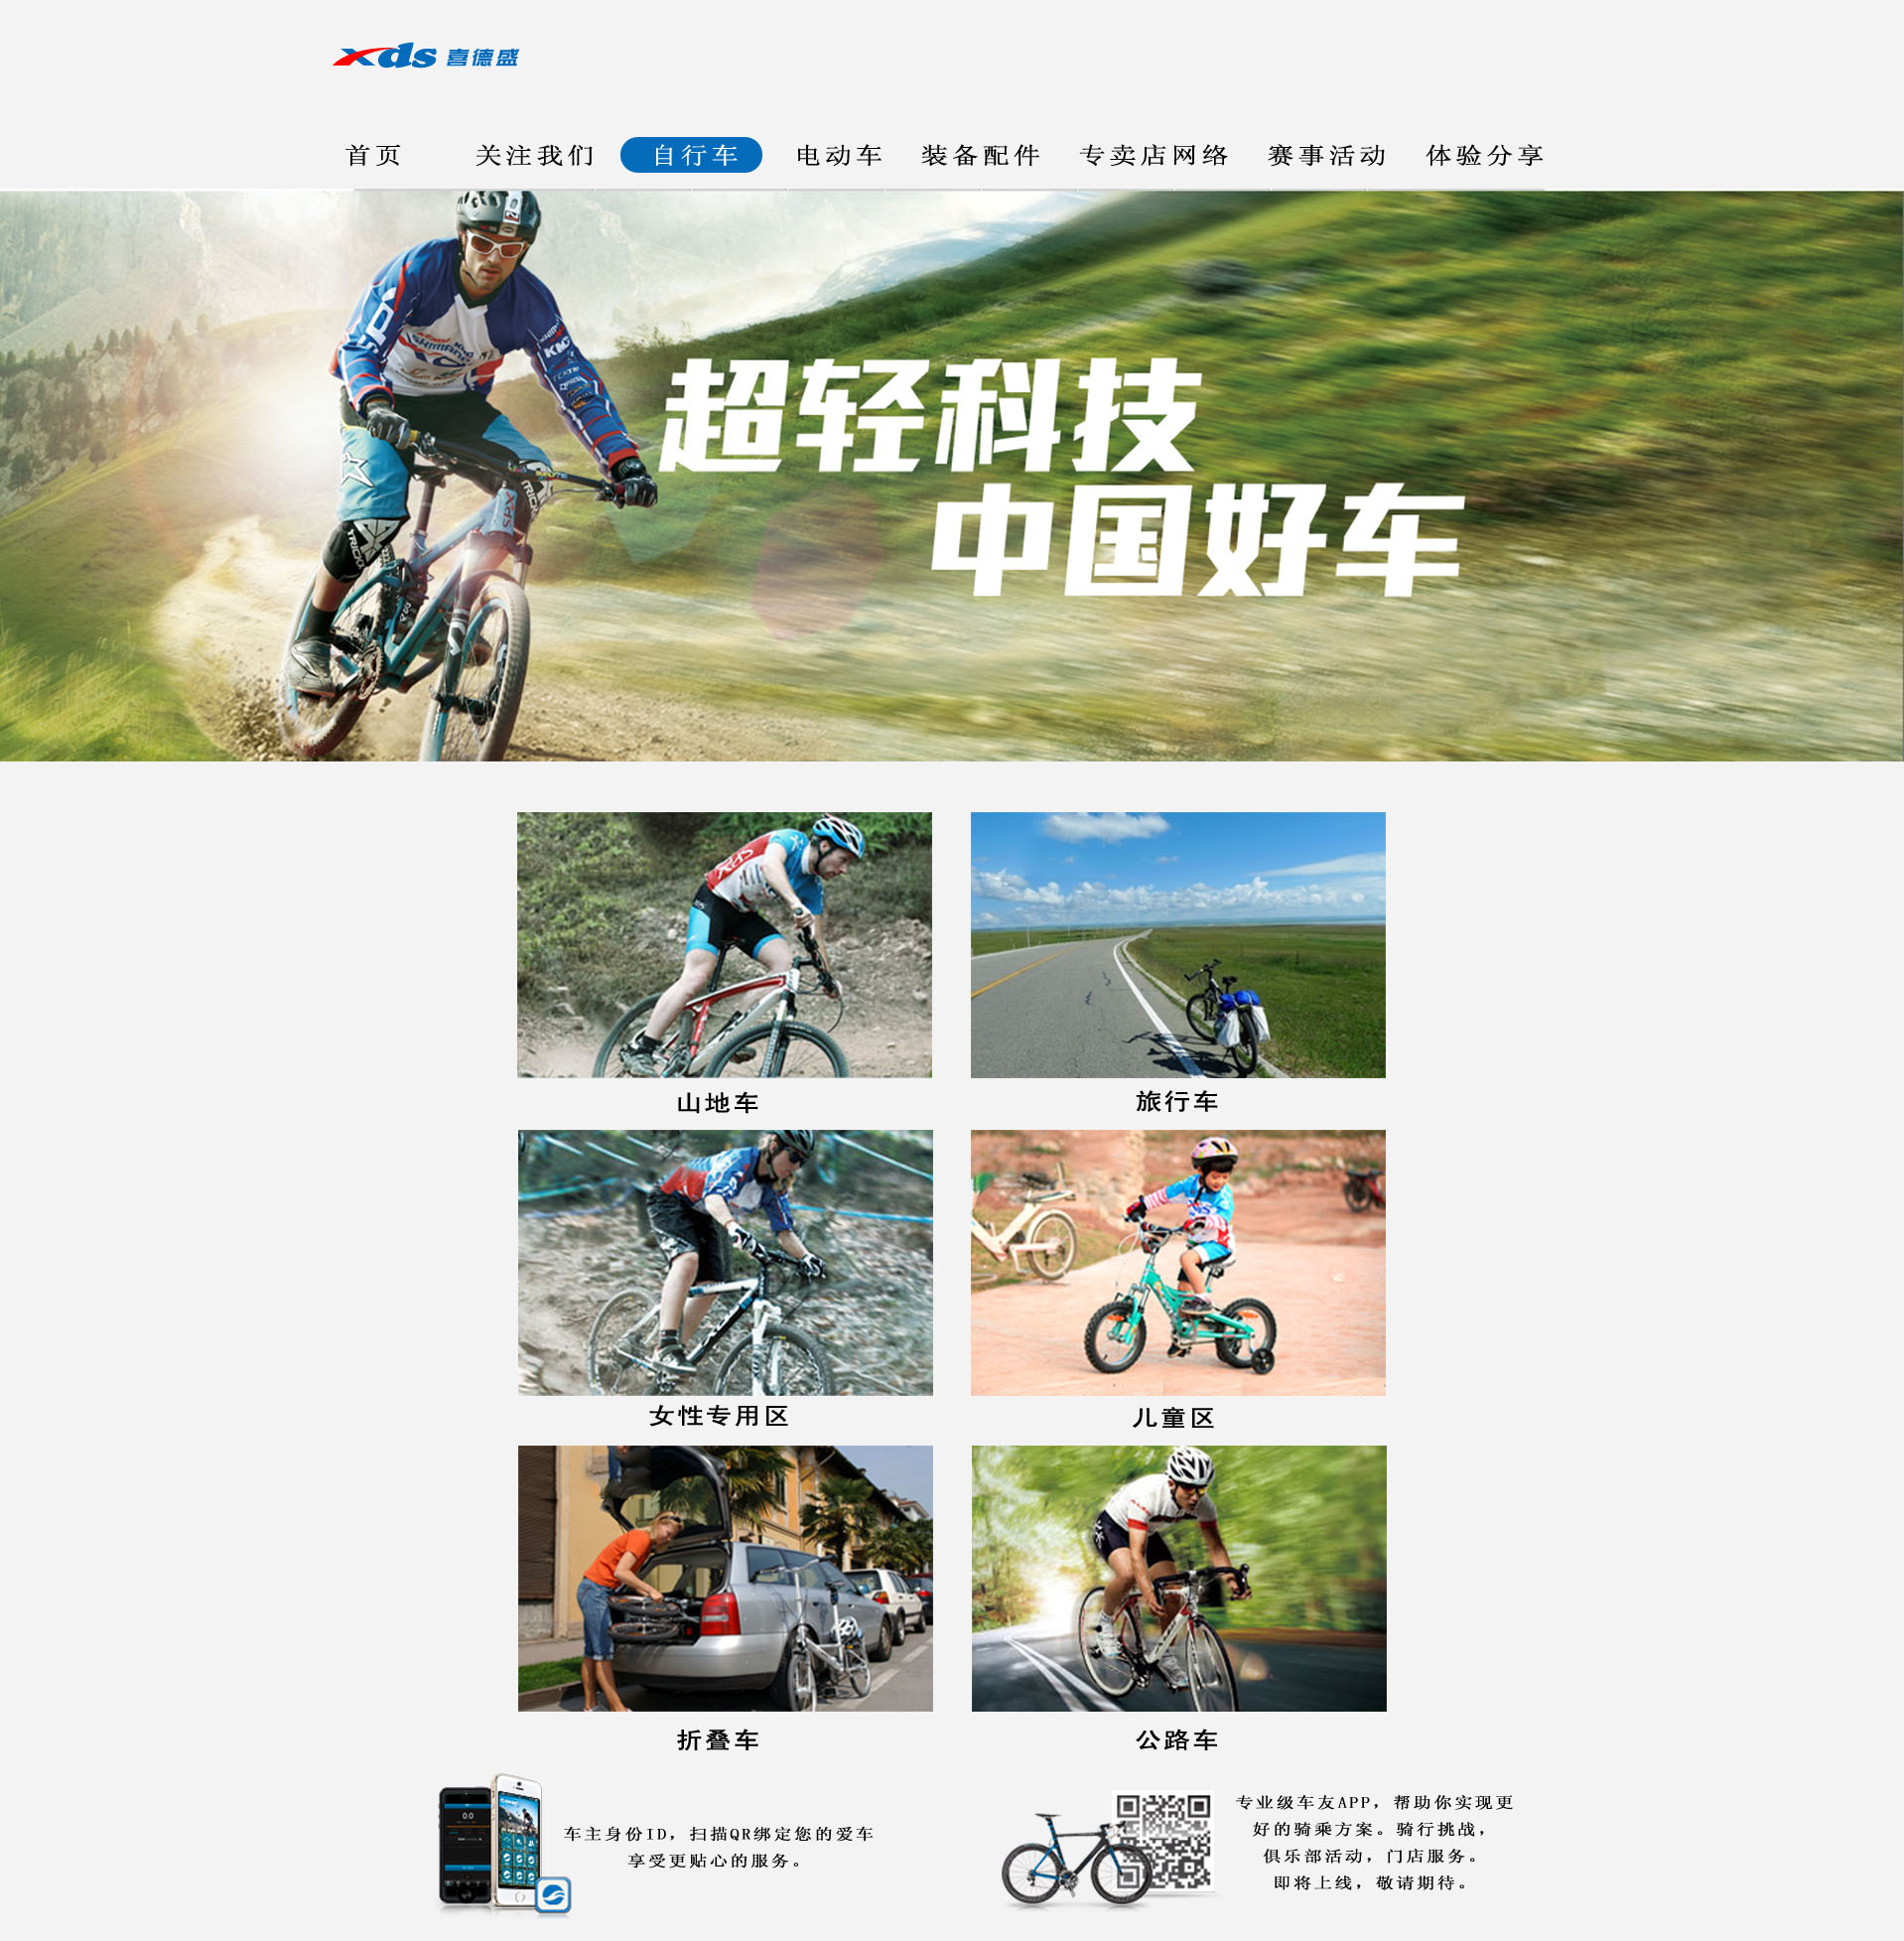 xds 喜德盛
首页 关注我们 自行车 电动车 装备配件 专卖店网络 赛事活动 体验分享
超轻科技
中国好车
山地车 旅行车
女性专用区 儿童区
折叠车 公路车
车主身份ID，扫描QR绑定您的爱车
享受更贴心的服务。
专业级车友APP，帮助你实现更
好的骑乘方案。骑行挑战，
俱乐部活动，门店服务。
即将上线，敬请期待。